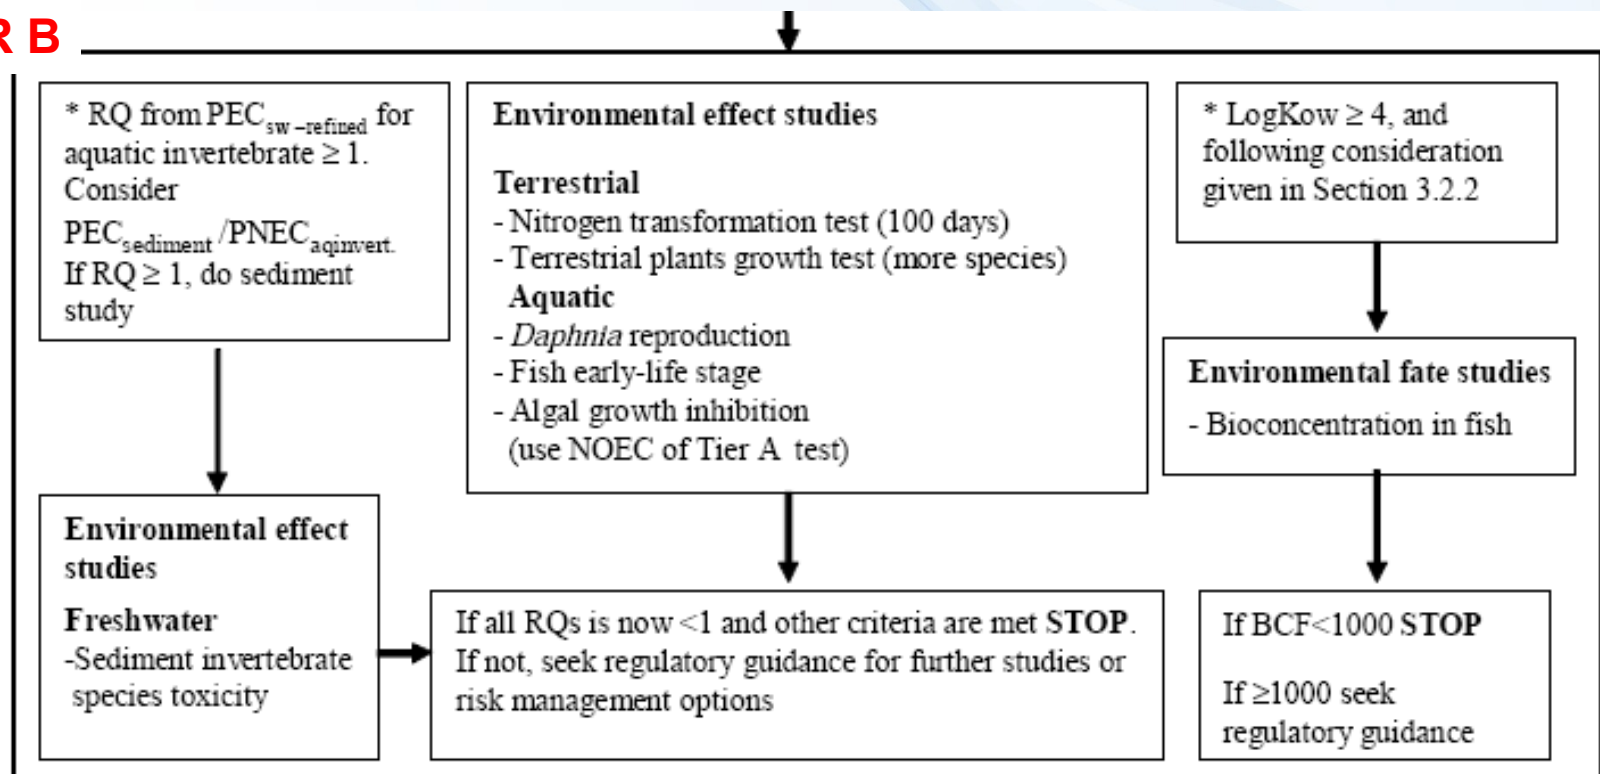 R B
* RQ from PECsw–refined for
aquatic invertebrate ≥ 1.
Consider
PECsediment /PNECaqinvert.
If RQ ≥ 1, do sediment
study
Environmental effect studies
Terrestrial
- Nitrogen transformation test (100 days)
- Terrestrial plants growth test (more species)
Aquatic
- Daphnia reproduction
- Fish early-life stage
- Algal growth inhibition
(use NOEC of Tier A test)
* LogKow ≥ 4, and
following consideration
given in Section 3.2.2
Environmental fate studies
- Bioconcentration in fish
Environmental effect
studies
Freshwater
-Sediment invertebrate
species toxicity
If all RQs is now <1 and other criteria are met STOP.
If not, seek regulatory guidance for further studies or
risk management options
If BCF<1000 STOP
If ≥1000 seek
regulatory guidance